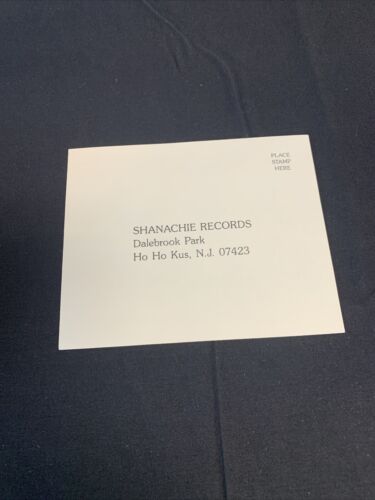 PLACE
STAMP
HERE
SHANACHIE RECORDS
Dalebrook Park
Ho Ho Kus, N.J. 07423